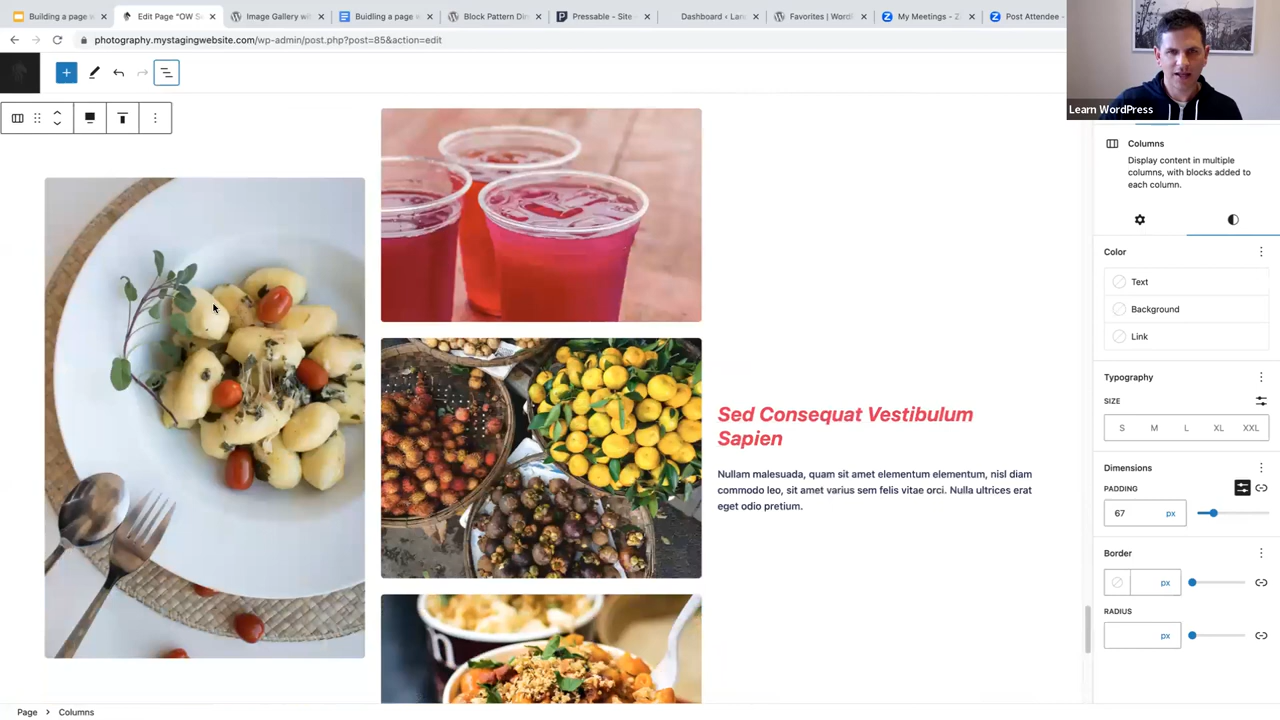 Building a page w
Edit Page "OW S
Image Gallery wi
Buidling a page w
Block Pattern Dir
Pressable - Site
Dashboard ‹ Lan
Favorites | Word
My Meetings - Z
Post Attendee -
photography.mystagingwebsite.com/wp-admin/post.php?post=85&action=edit
Learn WordPress
Columns
Display content in multiple
columns, with blocks added to
each column.
Color
Text
Background
Link
Typography
SIZE
S M L XL XXL
Dimensions
PADDING
67 px
Border
px
RADIUS
px
Sed Consequat Vestibulum
Sapien
Nullam malesuada, quam sit amet elementum elementum, nisl diam
commodo leo, sit amet varius sem felis vitae orci. Nulla ultrices erat
eget odio pretium.
Page > Columns